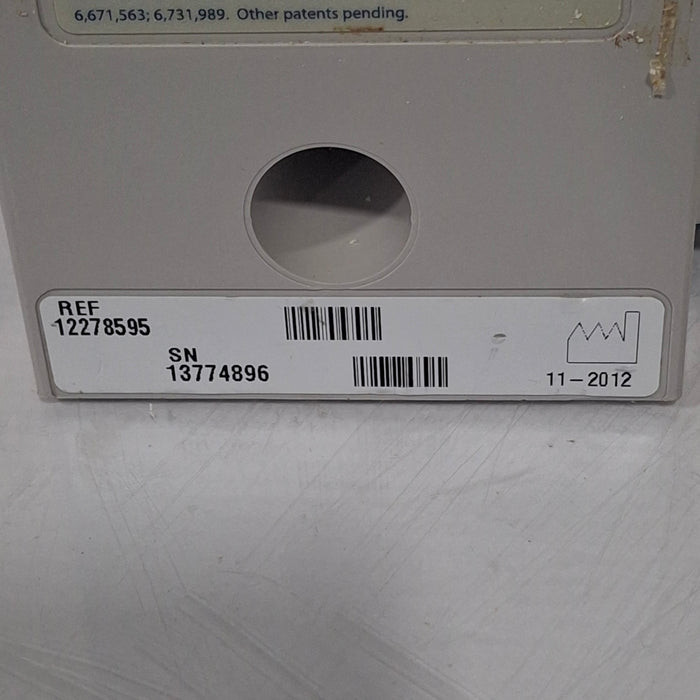 6,671,563; 6,731,989. Other patents pending.
REF
12278595
SN
13774896
11-2012